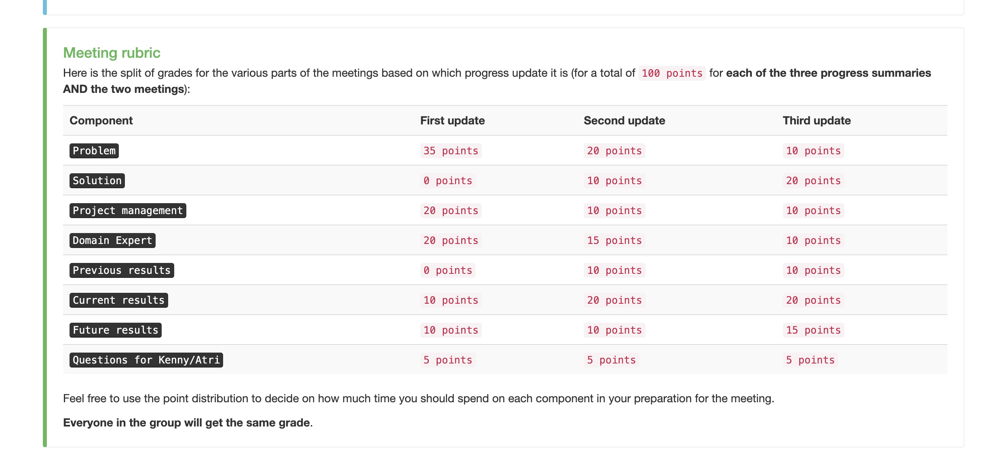 Meeting rubric
Here is the split of grades for the various parts of the meetings based on which progress update it is (for a total of 100 points for each of the three progress summaries
AND the two meetings):
Component First update Second update Third update
Problem 35 points 20 points 10 points
Solution 0 points 10 points 20 points
Project management 20 points 10 points 10 points
Domain Expert 20 points 15 points 10 points
Previous results 0 points 10 points 10 points
Current results 10 points 20 points 20 points
Future results 10 points 10 points 15 points
Questions for Kenny/Atri 5 points 5 points 5 points
Feel free to use the point distribution to decide on how much time you should spend on each component in your preparation for the meeting.
Everyone in the group will get the same grade.